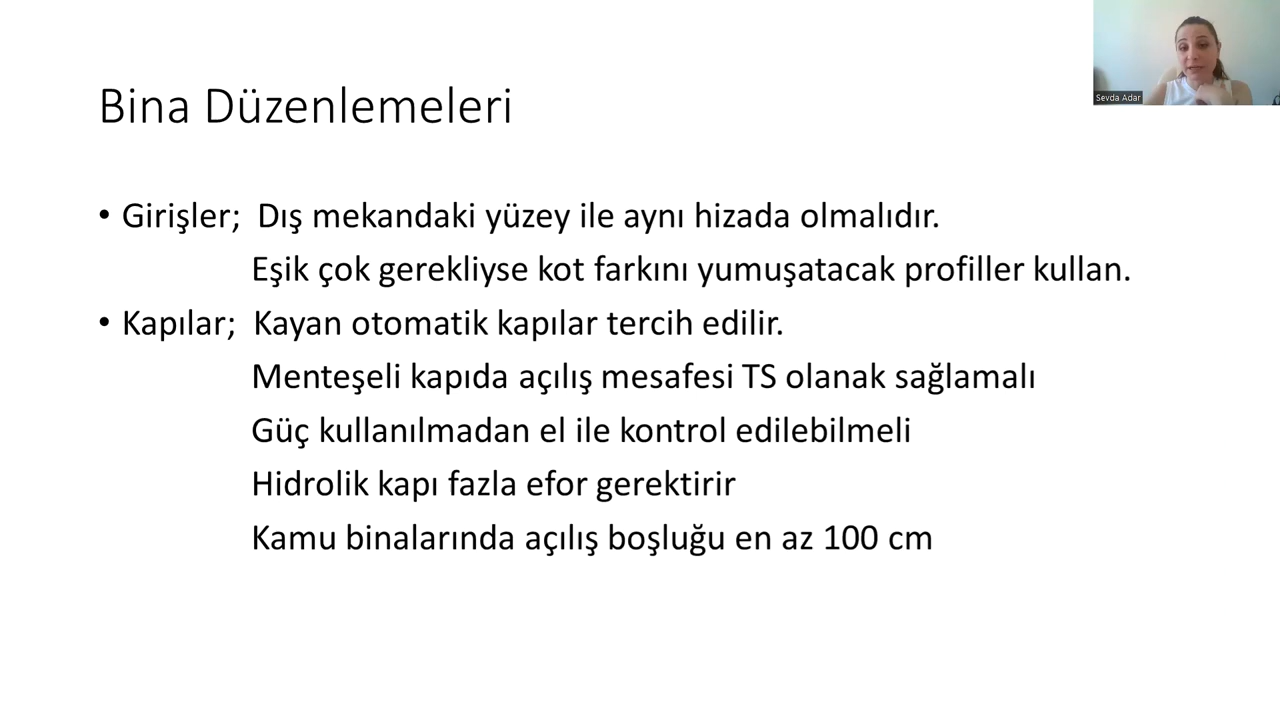 Sevda Adar
Bina Düzenlemeleri
• Girişler; Dış mekandaki yüzey ile aynı hizada olmalıdır.
Eşik çok gerekliyse kot farkını yumuşatacak profiller kullan.
• Kapılar; Kayan otomatik kapılar tercih edilir.
Menteşeli kapıda açılış mesafesi TS olanak sağlamalı
Güç kullanılmadan el ile kontrol edilebilmeli
Hidrolik kapı fazla efor gerektirir
Kamu binalarında açılış boşluğu en az 100 cm